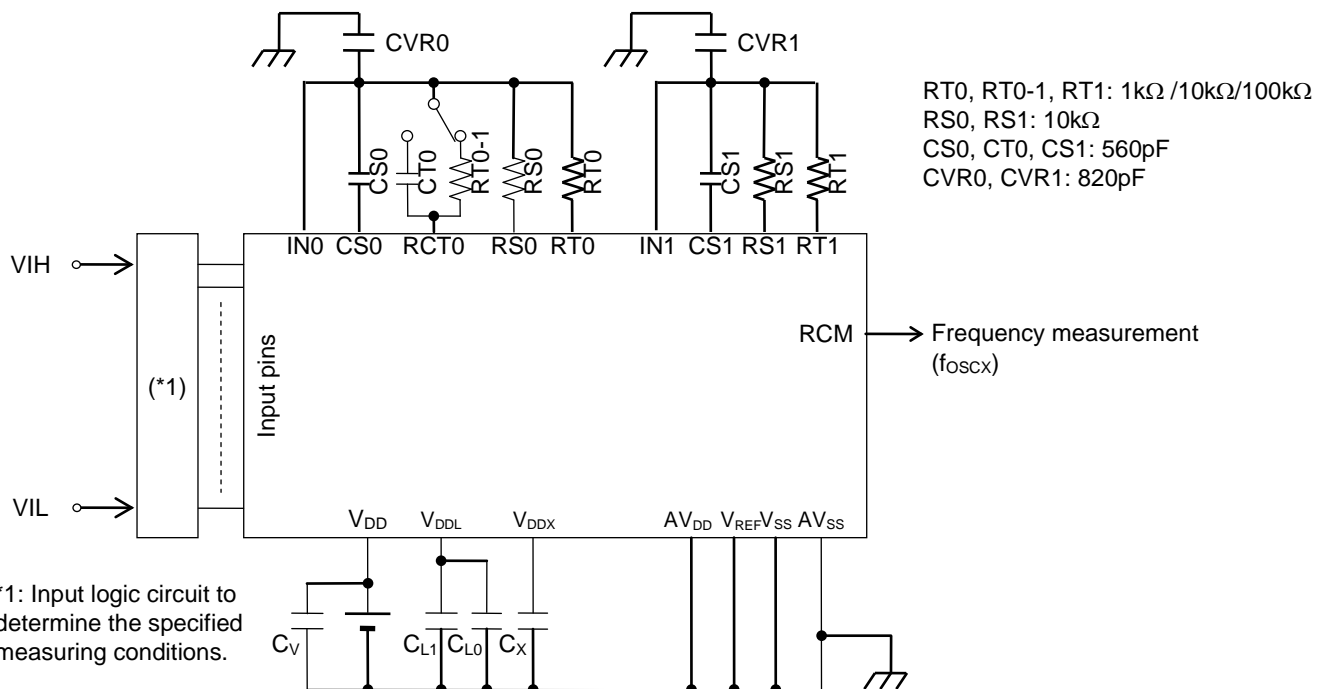 CVR0
CVR1
RT0, RT0-1, RT1: 1kΩ /10kΩ/100kΩ
RS0, RS1: 10kΩ
CS0, CT0, CS1: 560pF
CVR0, CVR1: 820pF
CS0
CT0
RT0-1
RS0
RT0
CS1
RS1
RT1
IN0 CS0 RCT0 RS0 RT0
IN1 CS1 RS1 RT1
VIH
RCM
Frequency measurement
(fOSCX)
(*1)
Input pins
VIL
VDD VDDL VDDX AVDD VREF VSS AVSS
*1: Input logic circuit to
determine the specified
measuring conditions.
CV
CL1
CL0
CX